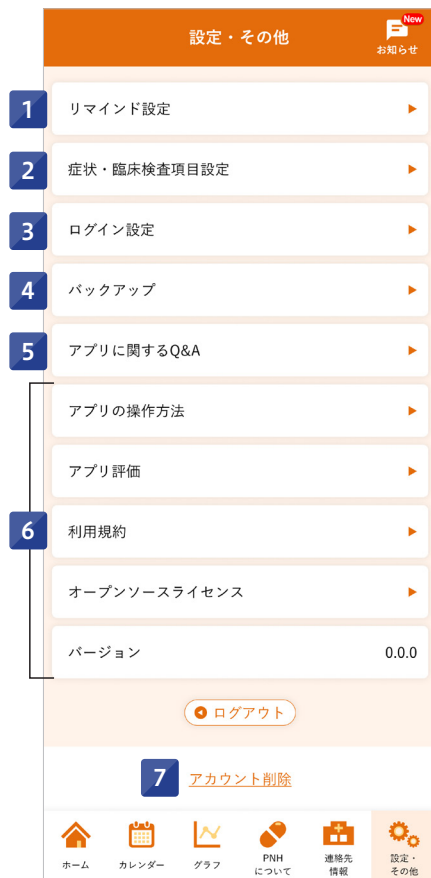 設定・その他
New
お知らせ
1
リマインド設定
2
症状・臨床検査項目設定
3
ログイン設定
4
バックアップ
5
アプリに関するQ&A
アプリの操作方法
アプリ評価
6
利用規約
オープンソースライセンス
バージョン 0.0.0
ログアウト
7
アカウント削除
ホーム
カレンダー
グラフ
PNH
について
連絡先
情報
設定・
その他